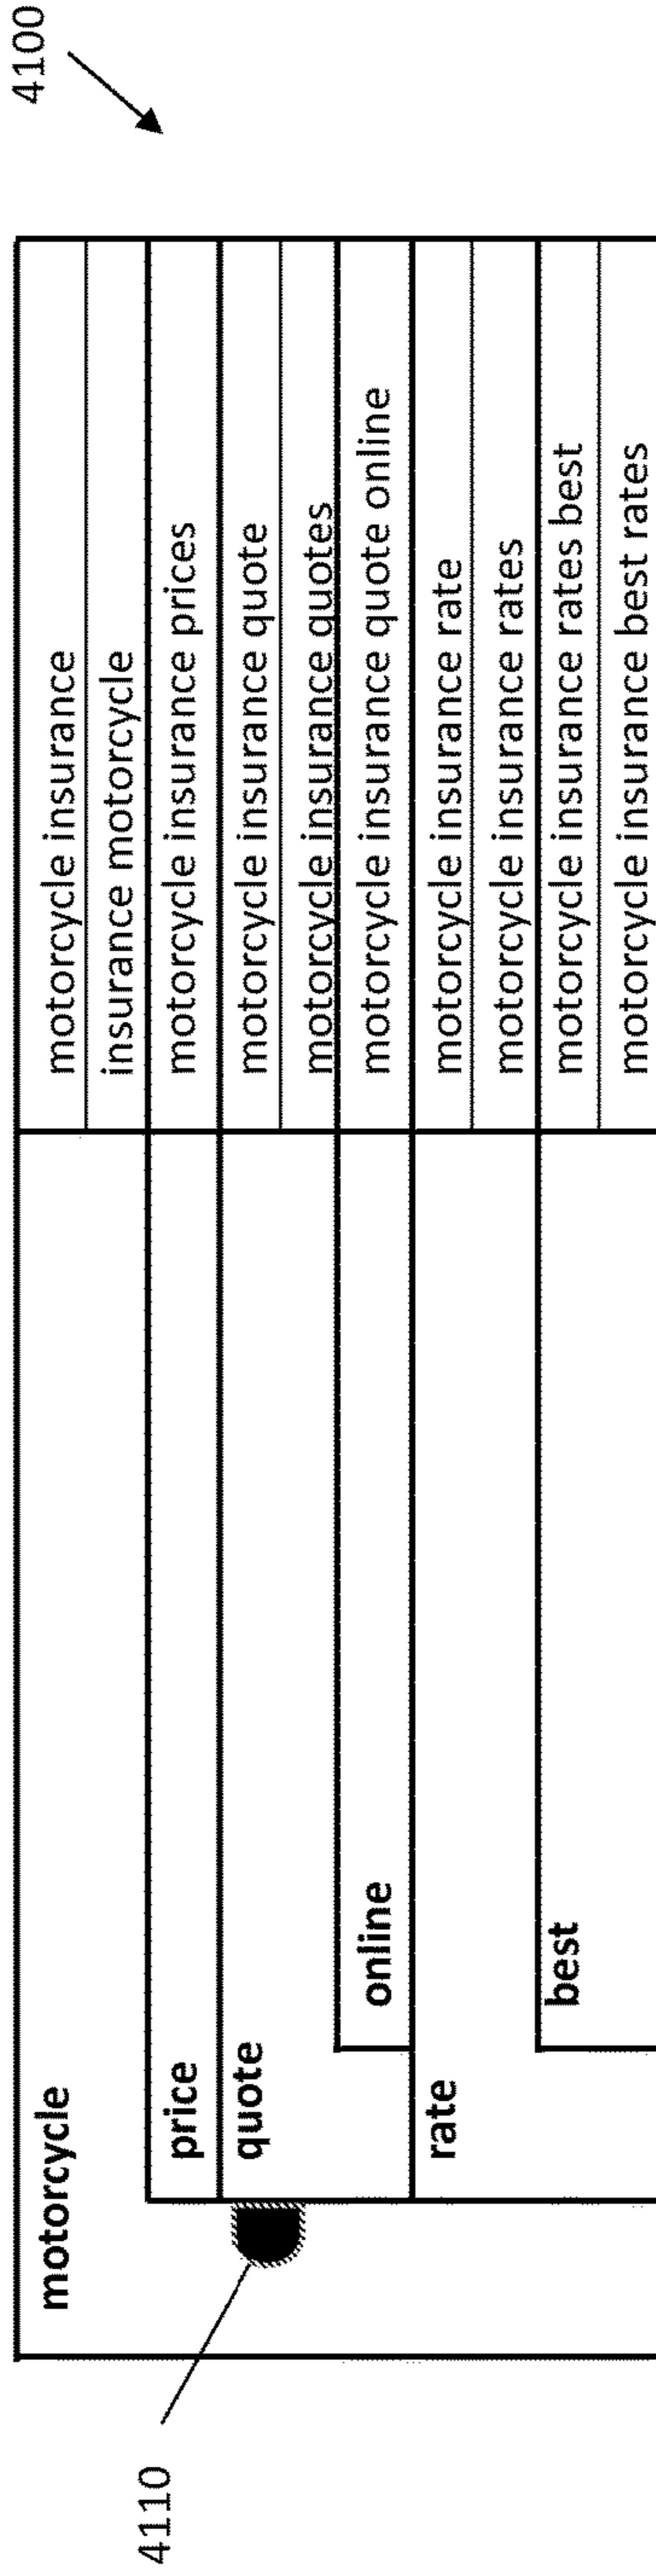 4100
motorcycle
motorcycle insurance
insurance motorcycle
price
motorcycle insurance prices
quote
motorcycle insurance quote
motorcycle insurance quotes
online
motorcycle insurance quote online
rate
motorcycle insurance rate
motorcycle insurance rates
best
motorcycle insurance rates best
motorcycle insurance best rates
4110